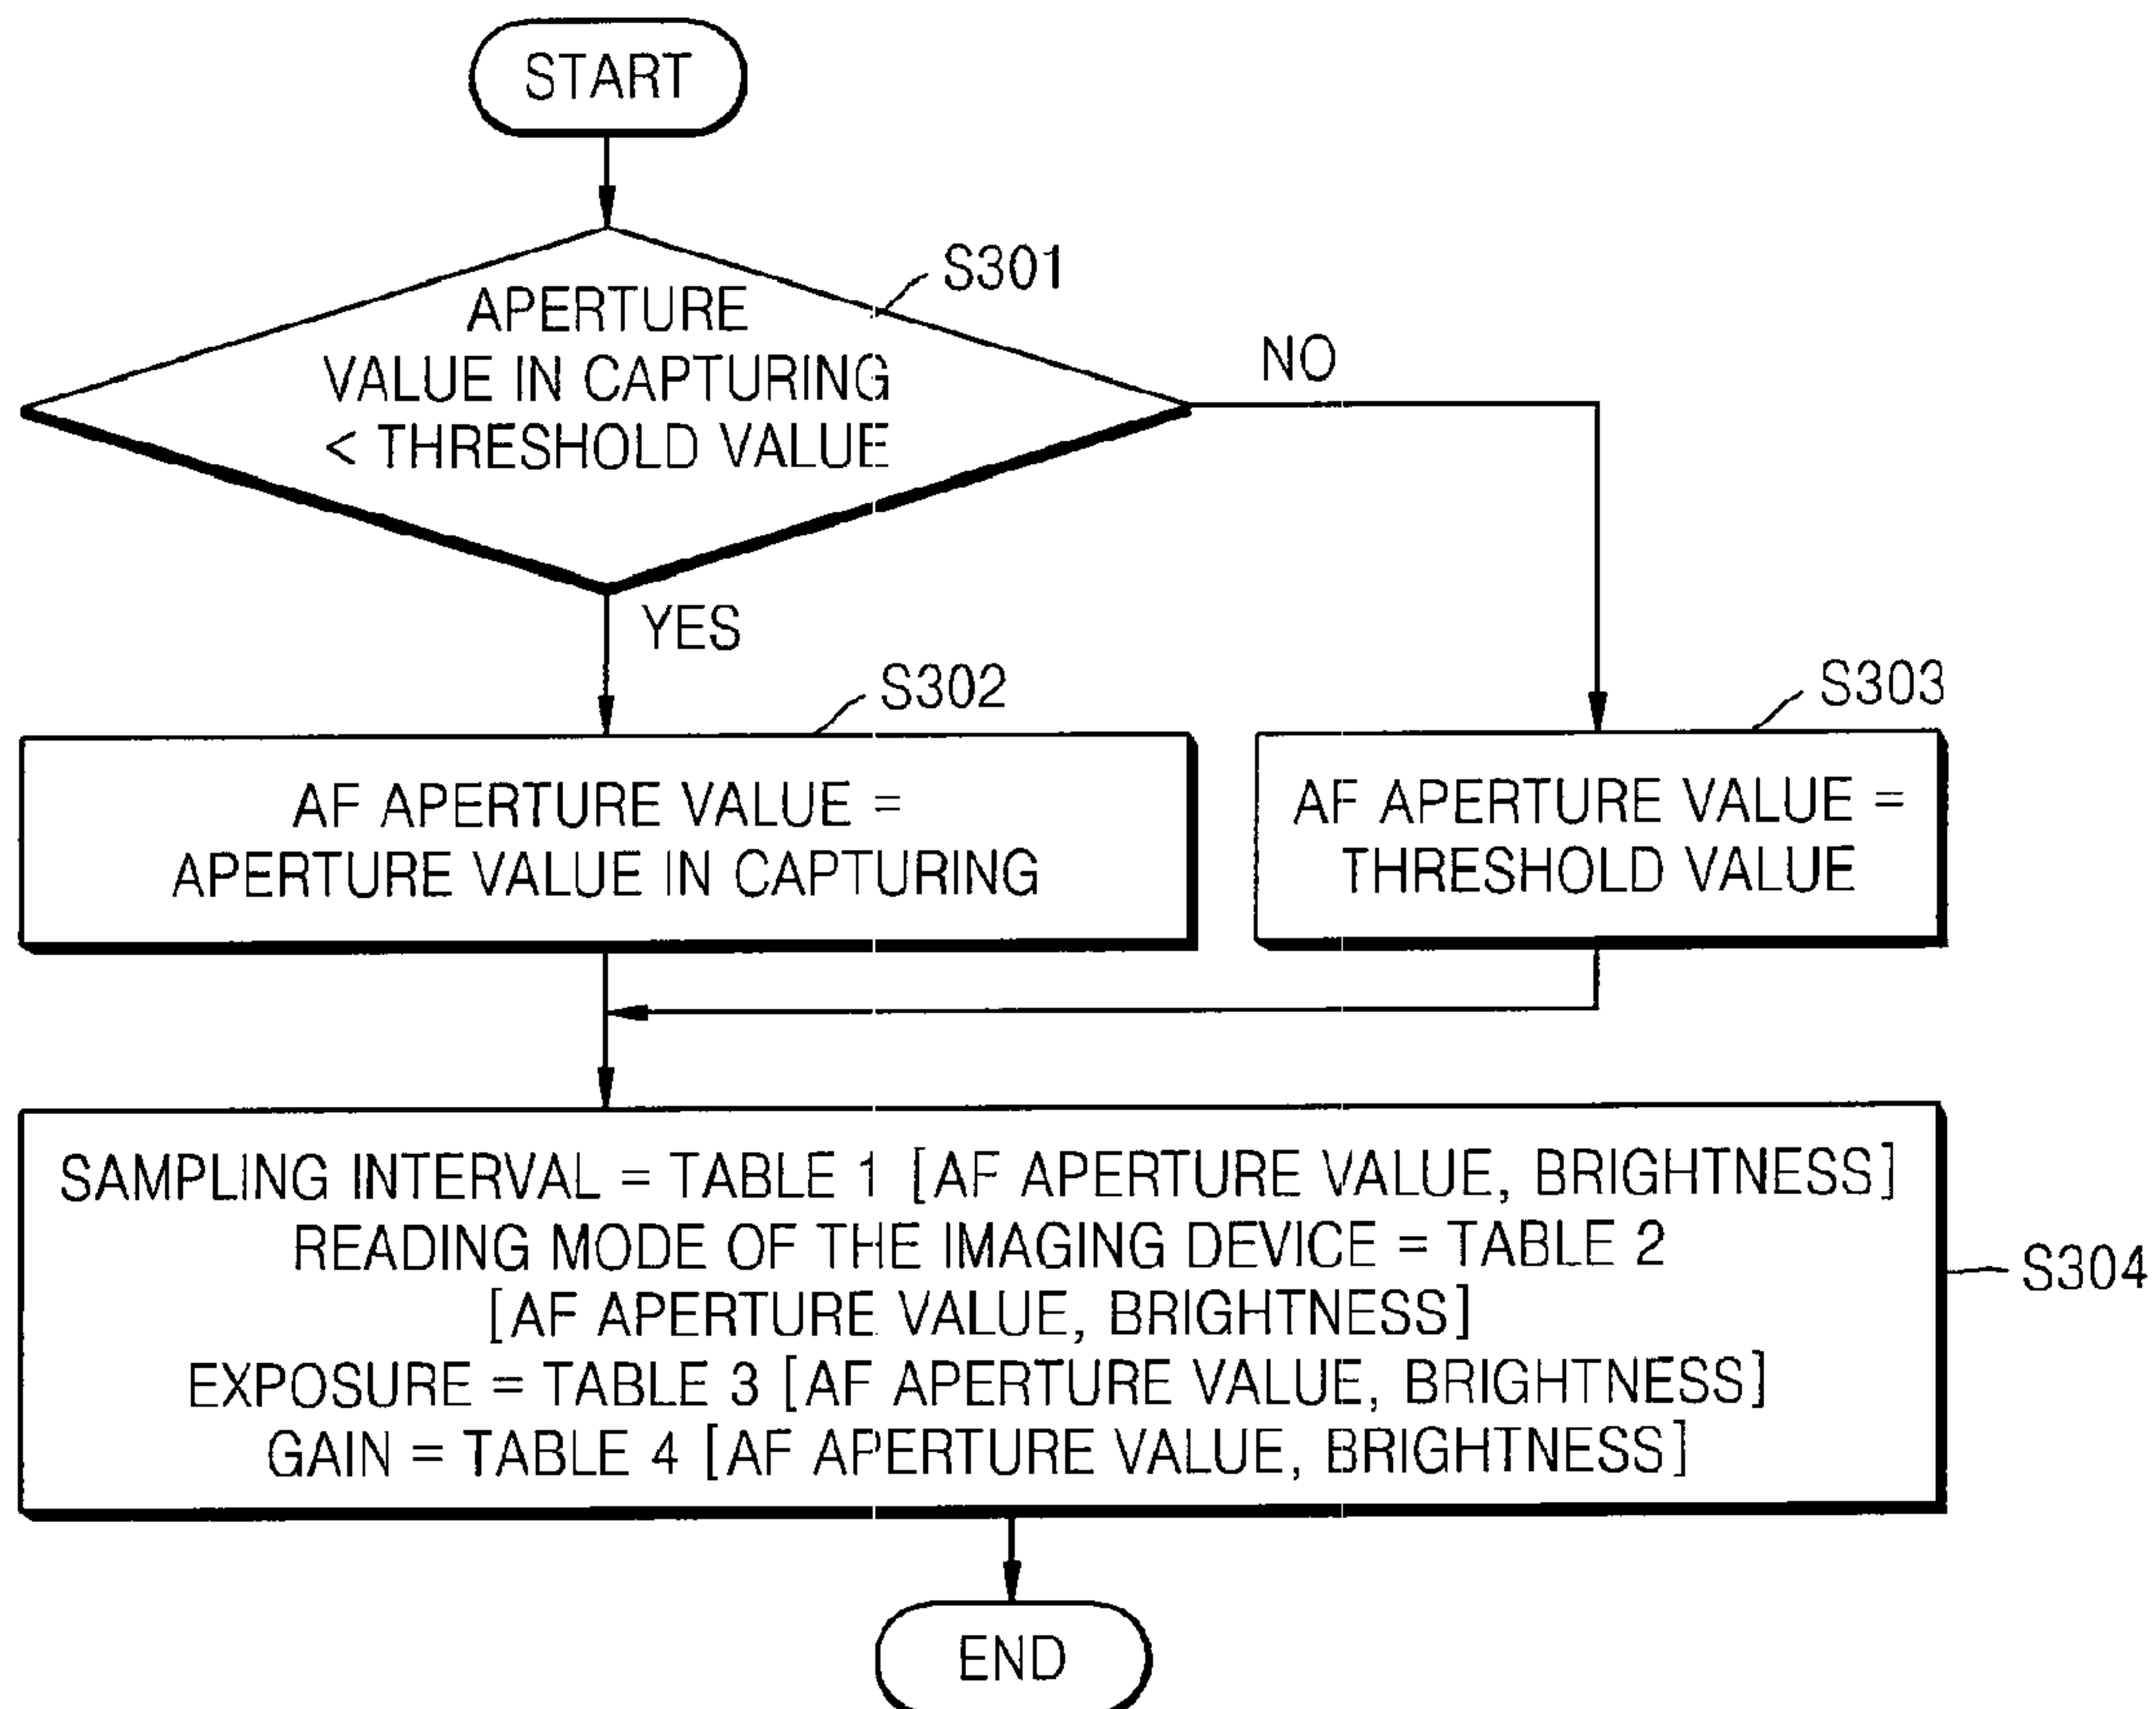 START
S301
APERTURE
VALUE IN CAPTURING
< THRESHOLD VALUE
NO
YES
S302
AF APERTURE VALUE =
APERTURE VALUE IN CAPTURING
S303
AF APERTURE VALUE =
THRESHOLD VALUE
SAMPLING INTERVAL = TABLE 1 [AF APERTURE VALUE, BRIGHTNESS]
READING MODE OF THE IMAGING DEVICE = TABLE 2
[AF APERTURE VALUE, BRIGHTNESS]
EXPOSURE = TABLE 3 [AF APERTURE VALUE, BRIGHTNESS]
GAIN = TABLE 4 [AF APERTURE VALUE, BRIGHTNESS]
S304
END